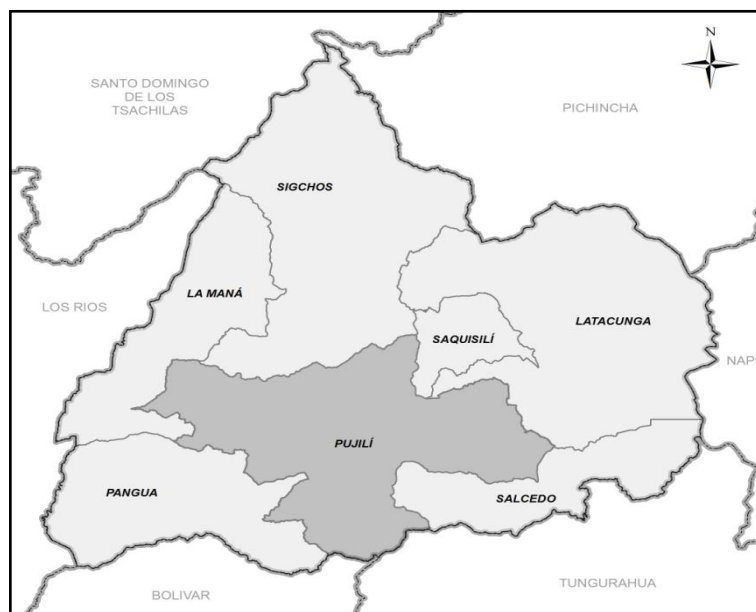 N
SANTO DOMINGO
DE LOS
TSACHILAS
PICHINCHA
SIGCHOS
LA MANÁ
LOS RIOS
LATACUNGA
SAQUISILÍ
NAP
PUJILÍ
PANGUA
SALCEDO
TUNGURAHUA
BOLIVAR